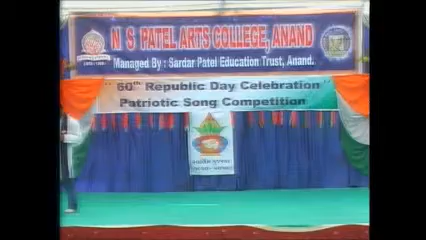 N S PATEL ARTS COLLEGE, ANAND
Managed By : Sardar Patel Education Trust, Anand.
" 60th Republic Day Celebration "
Patriotic Song Competition